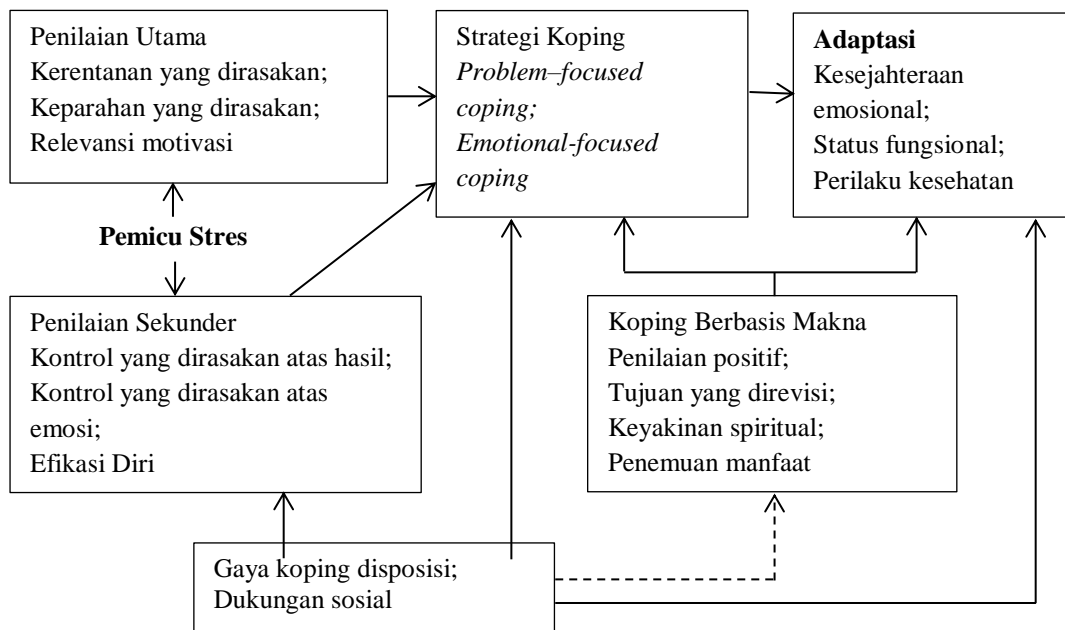 Penilaian Utama
Kerentanan yang dirasakan;
Keparahan yang dirasakan;
Relevansi motivasi
Strategi Koping
Problem–focused
coping;
Emotional-focused
coping
Adaptasi
Kesejahteraan
emosional;
Status fungsional;
Perilaku kesehatan
Pemicu Stres
Penilaian Sekunder
Kontrol yang dirasakan atas hasil;
Kontrol yang dirasakan atas
emosi;
Efikasi Diri
Koping Berbasis Makna
Penilaian positif;
Tujuan yang direvisi;
Keyakinan spiritual;
Penemuan manfaat
Gaya koping disposisi;
Dukungan sosial